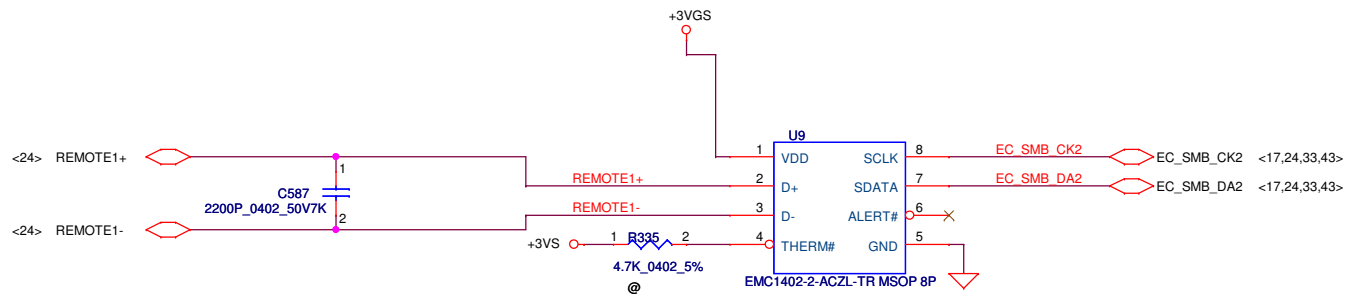 +3VGS
U9
<24> REMOTE1+
1
C587
2200P_0402_50V7K
2
<24> REMOTE1-
REMOTE1+
REMOTE1-
1 VDD
2 D+
3 D-
4 THERM#
SCLK 8
SDATA 7
ALERT# 6
GND 5
EC_SMB_CK2
EC_SMB_CK2 <17,24,33,43>
EC_SMB_DA2
EC_SMB_DA2 <17,24,33,43>
+3VS
1 R335 2
4.7K_0402_5%
@
EMC1402-2-ACZL-TR MSOP 8P